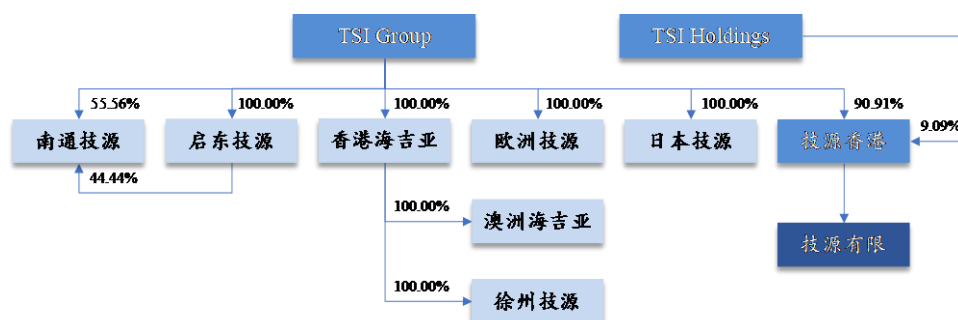 TSI Group
TSI Holdings
55.56%
100.00%
100.00%
100.00%
100.00%
90.91%
9.09%
南通技源
启东技源
香港海吉亚
欧洲技源
日本技源
技源香港
44.44%
100.00%
澳洲海吉亚
技源有限
100.00%
徐州技源